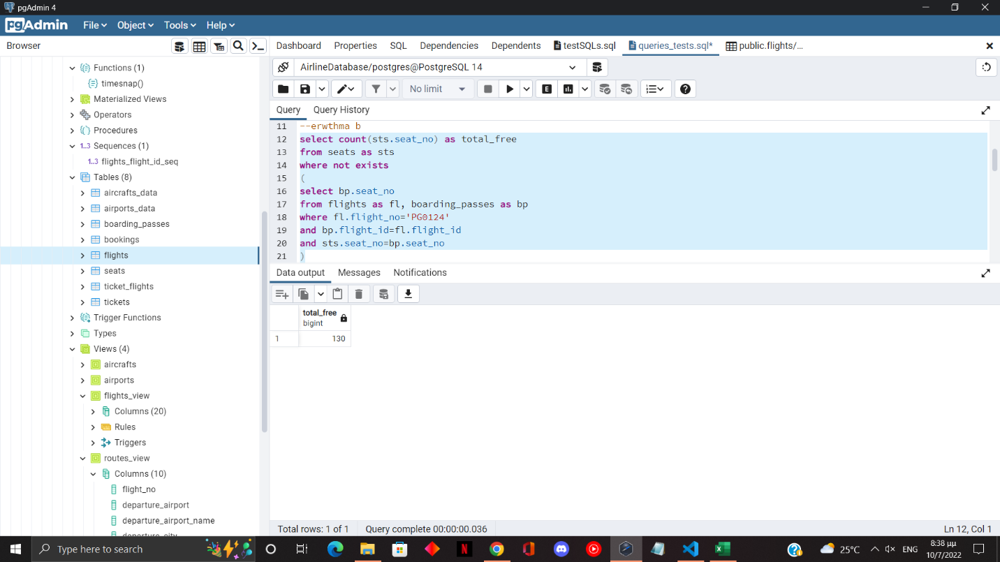 pgAdmin 4
pgAdmin File Object Tools Help
Browser
Dashboard Properties SQL Dependencies Dependents testSQLs.sql queries_tests.sql* public.flights/...
Functions (1)
timesnap()
Materialized Views
Operators
Procedures
1..3 Sequences (1)
1..3 flights_flight_id_seq
Tables (8)
aircrafts_data
airports_data
boarding_passes
bookings
flights
seats
ticket_flights
tickets
Trigger Functions
Types
Views (4)
aircrafts
airports
flights_view
Columns (20)
Rules
Triggers
routes_view
Columns (10)
flight_no
departure_airport
departure_airport_name
departure_city
AirlineDatabase/postgres@PostgreSQL 14
No limit E
Query Query History
11 --erwthma b
12 select count(sts.seat_no) as total_free
13 from seats as sts
14 where not exists
15 (
16 select bp.seat_no
17 from flights as fl, boarding_passes as bp
18 where fl.flight_no='PG0124'
19 and bp.flight_id=fl.flight_id
20 and sts.seat_no=bp.seat_no
21 )
Data output Messages Notifications
total_free
bigint
1 130
Total rows: 1 of 1 Query complete 00:00:00.036 Ln 12, Col 1
Type here to search
25°C ENG
8:38 μμ
10/7/2022